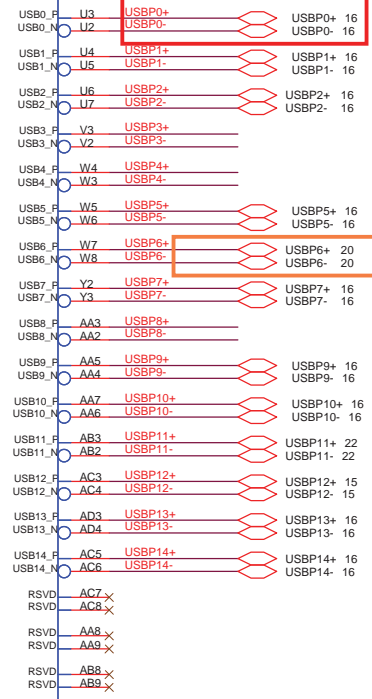 USB0_P U3 USBP0+ USBP0+ 16
USB0_N U2 USBP0- USBP0- 16
USB1_P U4 USBP1+ USBP1+ 16
USB1_N U5 USBP1- USBP1- 16
USB2_P U6 USBP2+ USBP2+ 16
USB2_N U7 USBP2- USBP2- 16
USB3_P V3 USBP3+
USB3_N V2 USBP3-
USB4_P W4 USBP4+
USB4_N W3 USBP4-
USB5_P W5 USBP5+ USBP5+ 16
USB5_N W6 USBP5- USBP5- 16
USB6_P W7 USBP6+ USBP6+ 20
USB6_N W8 USBP6- USBP6- 20
USB7_P Y2 USBP7+ USBP7+ 16
USB7_N Y3 USBP7- USBP7- 16
USB8_P AA3 USBP8+
USB8_N AA2 USBP8-
USB9_P AA5 USBP9+ USBP9+ 16
USB9_N AA4 USBP9- USBP9- 16
USB10_P AA7 USBP10+ USBP10+ 16
USB10_N AA6 USBP10- USBP10- 16
USB11_P AB3 USBP11+ USBP11+ 22
USB11_N AB2 USBP11- USBP11- 22
USB12_P AC3 USBP12+ USBP12+ 15
USB12_N AC4 USBP12- USBP12- 15
USB13_P AD3 USBP13+ USBP13+ 16
USB13_N AD4 USBP13- USBP13- 16
USB14_P AC5 USBP14+ USBP14+ 16
USB14_N AC6 USBP14- USBP14- 16
RSVD AC7
RSVD AC8
RSVD AA8
RSVD AA9
RSVD AB8
RSVD AB9